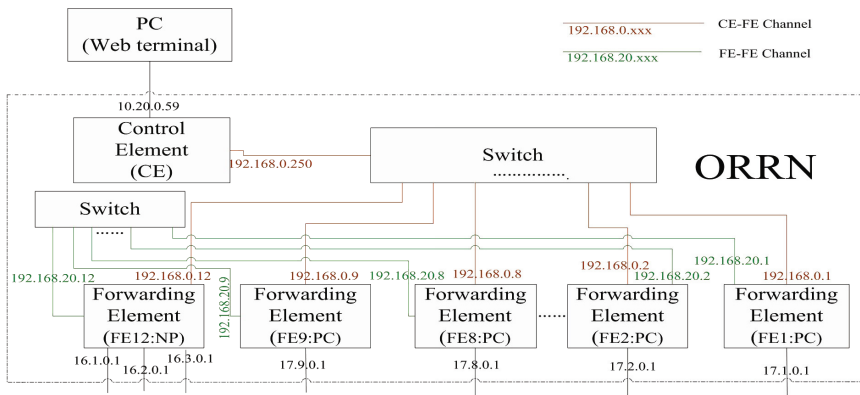 PC
(Web terminal)
192.168.0.xxx
CE-FE Channel
192.168.20.xxx
FE-FE Channel
10.20.0.59
Control
Element
(CE)
192.168.0.250
Switch
...............
ORRN
Switch
......
192.168.20.12
192.168.0.12
192.168.20.9
192.168.0.9
192.168.20.8
192.168.0.8
192.168.0.2
192.168.20.2
192.168.20.1
192.168.0.1
Forwarding
Element
(FE12:NP)
Forwarding
Element
(FE9:PC)
Forwarding
Element
(FE8:PC)
......
Forwarding
Element
(FE2:PC)
Forwarding
Element
(FE1:PC)
16.1.0.1
16.2.0.1
16.3.0.1
17.9.0.1
17.8.0.1
17.2.0.1
17.1.0.1